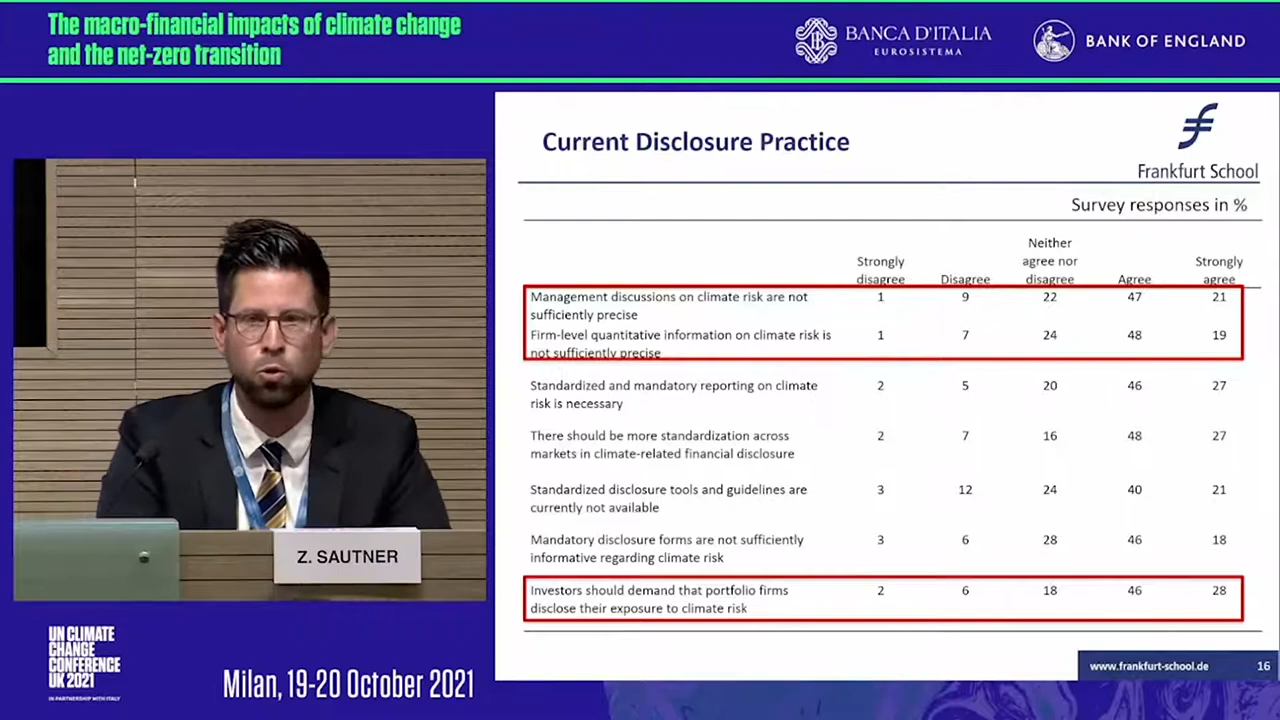 The macro-financial impacts of climate change
and the net-zero transition
BANCA D'ITALIA
EUROSISTEMA
BANK OF ENGLAND
Current Disclosure Practice
Frankfurt School
Survey responses in %
Strongly disagree Disagree Neither agree nor disagree Agree Strongly agree
Management discussions on climate risk are not 1 9 22 47 21
sufficiently precise
Firm-level quantitative information on climate risk is 1 7 24 48 19
not sufficiently precise
Standardized and mandatory reporting on climate 2 5 20 46 27
risk is necessary
There should be more standardization across 2 7 16 48 27
markets in climate-related financial disclosure
Standardized disclosure tools and guidelines are 3 12 24 40 21
currently not available
Mandatory disclosure forms are not sufficiently 3 6 28 46 18
informative regarding climate risk
Investors should demand that portfolio firms 2 6 18 46 28
disclose their exposure to climate risk
www.frankfurt-school.de 16
Z. SAUTNER
UN CLIMATE
CHANGE
CONFERENCE
UK 2021
IN PARTNERSHIP WITH ITALY
Milan, 19-20 October 2021